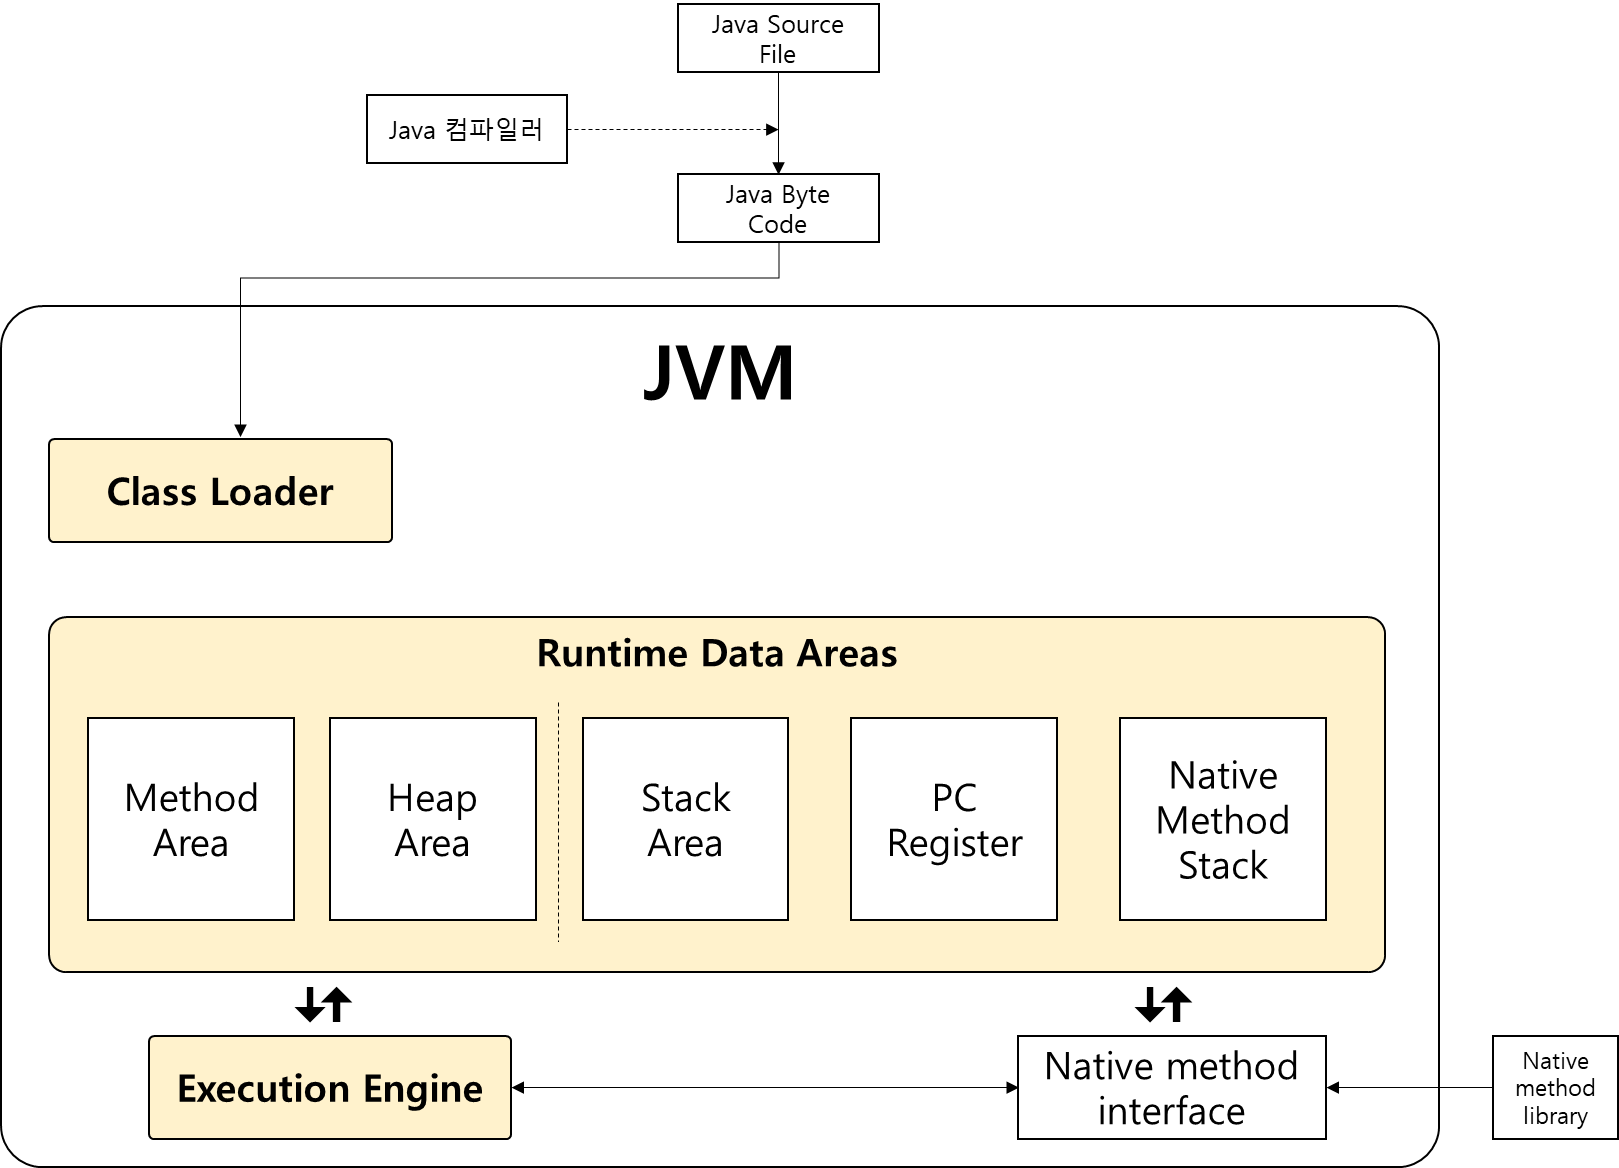 Java Source
File
Java 컴파일러
Java Byte
Code
JVM
Class Loader
Runtime Data Areas
Method
Area
Heap
Area
Stack
Area
PC
Register
Native
Method
Stack
Execution Engine
Native method
interface
Native
method
library